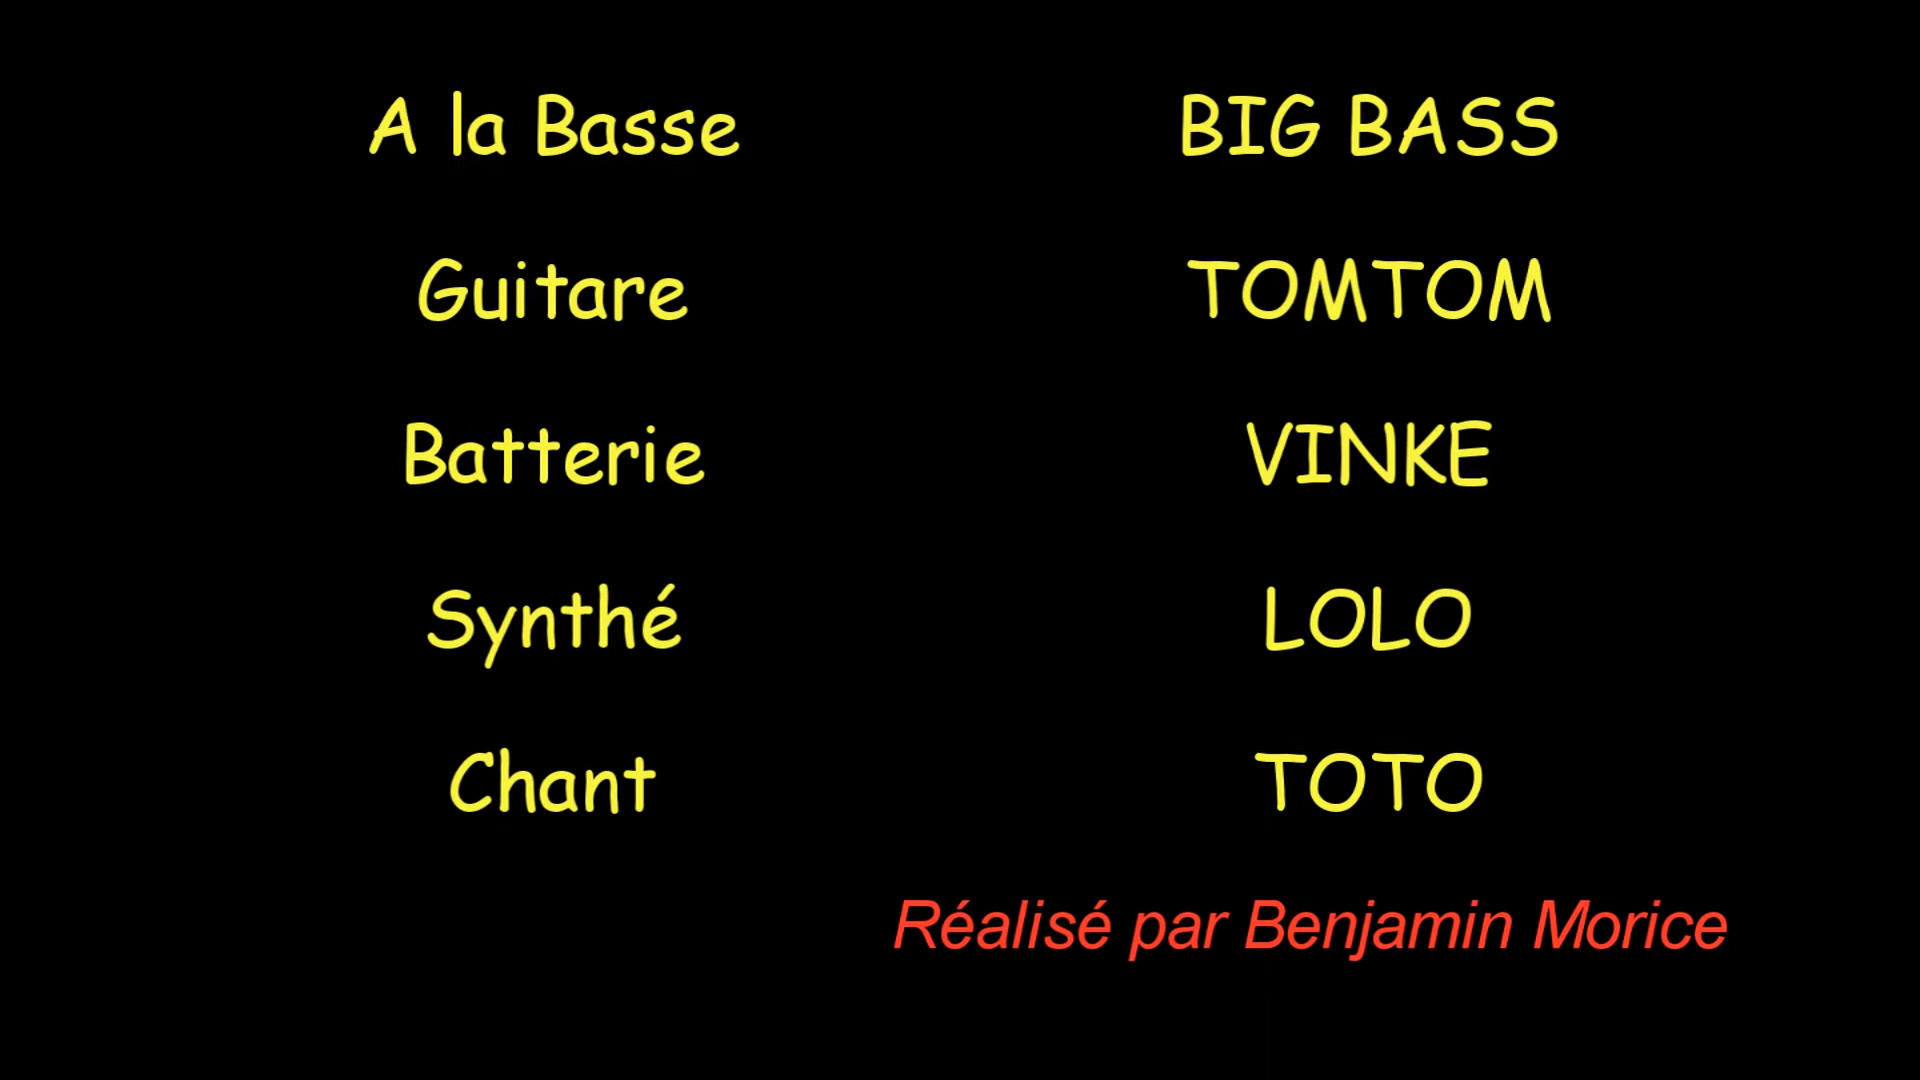 A la Basse BIG BASS
Guitare TOMTOM
Batterie VINKE
Synthé LOLO
Chant TOTO
Réalisé par Benjamin Morice